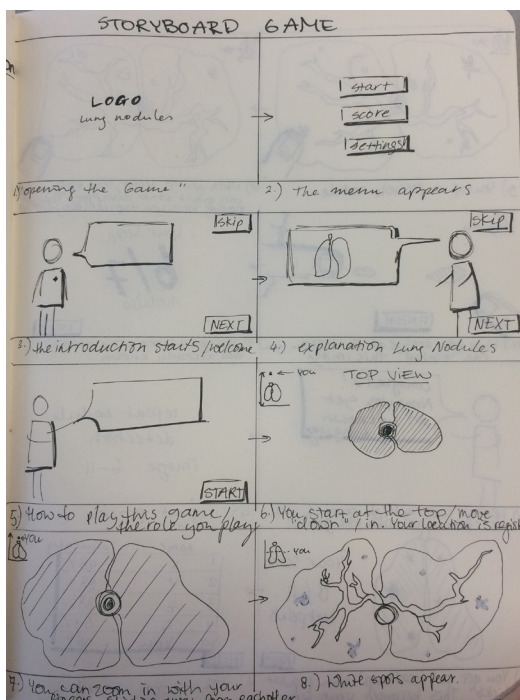 STORYBOARD GAME
LOGO
lung nodules
start
score
settings
1) opening the Game"
2.) The menu appears
Skip
NEXT
Skip
NEXT
3.) the introduction starts/welcome
4.) explanation Lung Nodules
START
YOU
TOP VIEW
5) How to play this game/
the role you play
6) You start at the top/move
"down"/in. Your location is regis
YOU
YOU
7.) You can zoom in with your
8.) White spots appear.